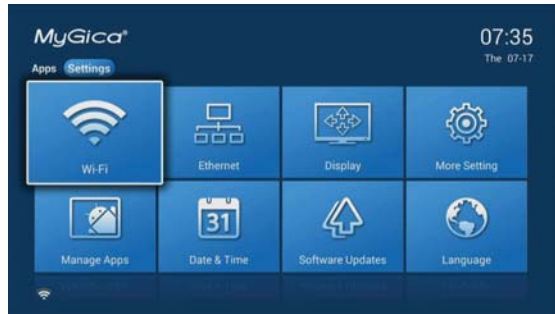 MyGica®
07:35
Thu 07-17
Apps Settings
Wi-Fi
Ethernet
Display
More Setting
Manage Apps
31
Date & Time
Software Updates
Language